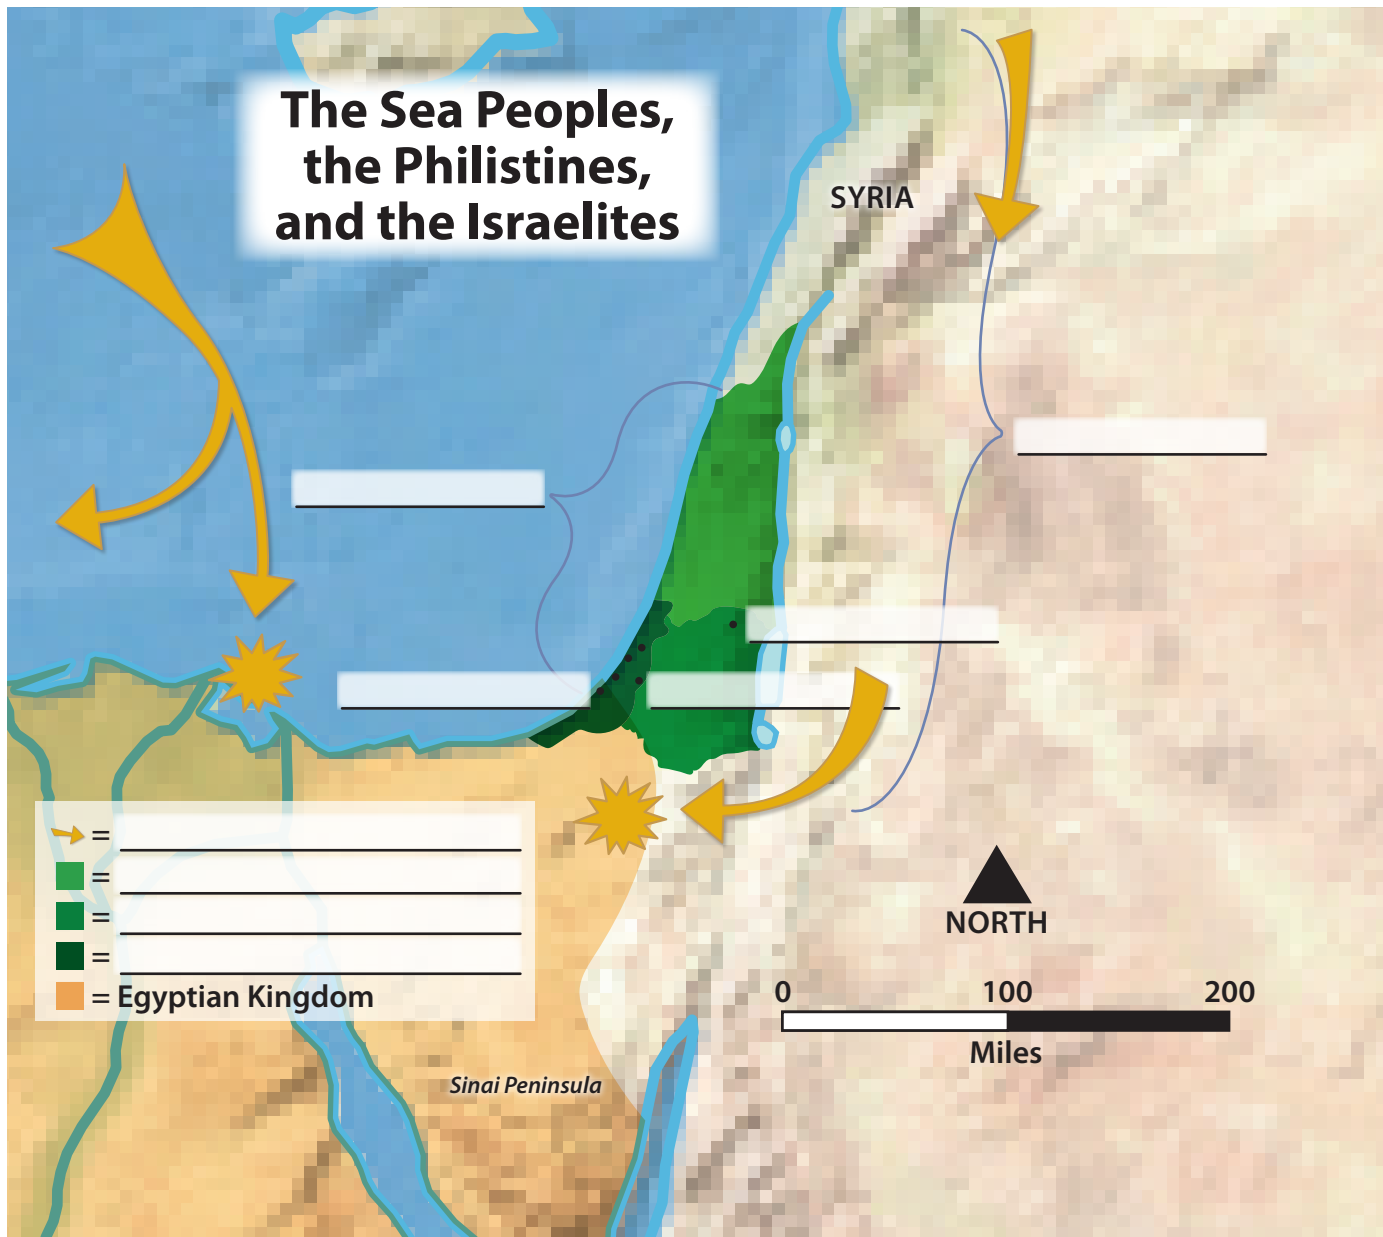 The Sea Peoples,
the Philistines,
and the Israelites
SYRIA
=
=
=
=
= Egyptian Kingdom
NORTH
0 100 200
Miles
Sinai Peninsula